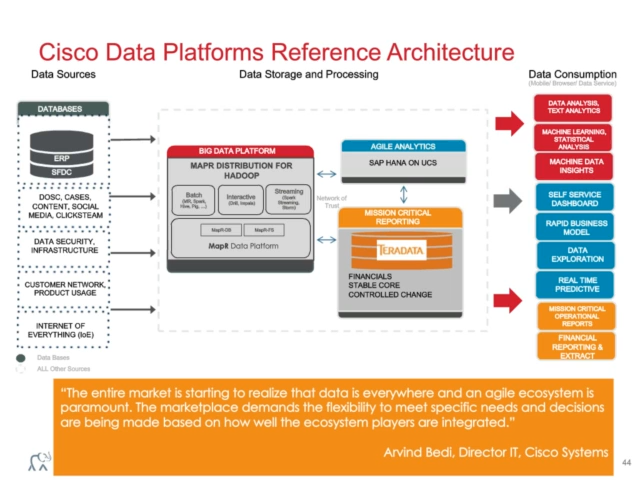 Cisco Data Platforms Reference Architecture
Data Sources
Data Storage and Processing
Data Consumption
(Mobile/ Browser/ Data Service)
DATABASES
ERP
SFDC
DOSC, CASES,
CONTENT, SOCIAL
MEDIA, CLICKSTEAM
DATA SECURITY,
INFRASTRUCTURE
CUSTOMER NETWORK,
PRODUCT USAGE
INTERNET OF
EVERYTHING (IoE)
Data Bases
ALL Other Sources
BIG DATA PLATFORM
MAPR DISTRIBUTION FOR
HADOOP
Batch
Interactive
(Drill, Impala)
Streaming
(Spark
Streaming,
Storm)
MapR-DB
MapR-FS
MapR Data Platform
Network of
Trust
AGILE ANALYTICS
SAP HANA ON UCS
MISSION CRITICAL
REPORTING
TERADATA
FINANCIALS
STABLE CORE
CONTROLLED CHANGE
DATA ANALYSIS,
TEXT ANALYTICS
MACHINE LEARNING,
STATISTICAL
ANALYSIS
MACHINE DATA
INSIGHTS
SELF SERVICE
DASHBOARD
RAPID BUSINESS
MODEL
DATA
EXPLORATION
REAL TIME
PREDICTIVE
MISSION CRITICAL
OPERATIONAL
REPORTS
FINANCIAL
REPORTING &
EXTRACT
“The entire market is starting to realize that data is everywhere and an agile ecosystem is
paramount. The marketplace demands the flexibility to meet specific needs and decisions
are being made based on how well the ecosystem players are integrated.”
Arvind Bedi, Director IT, Cisco Systems
44